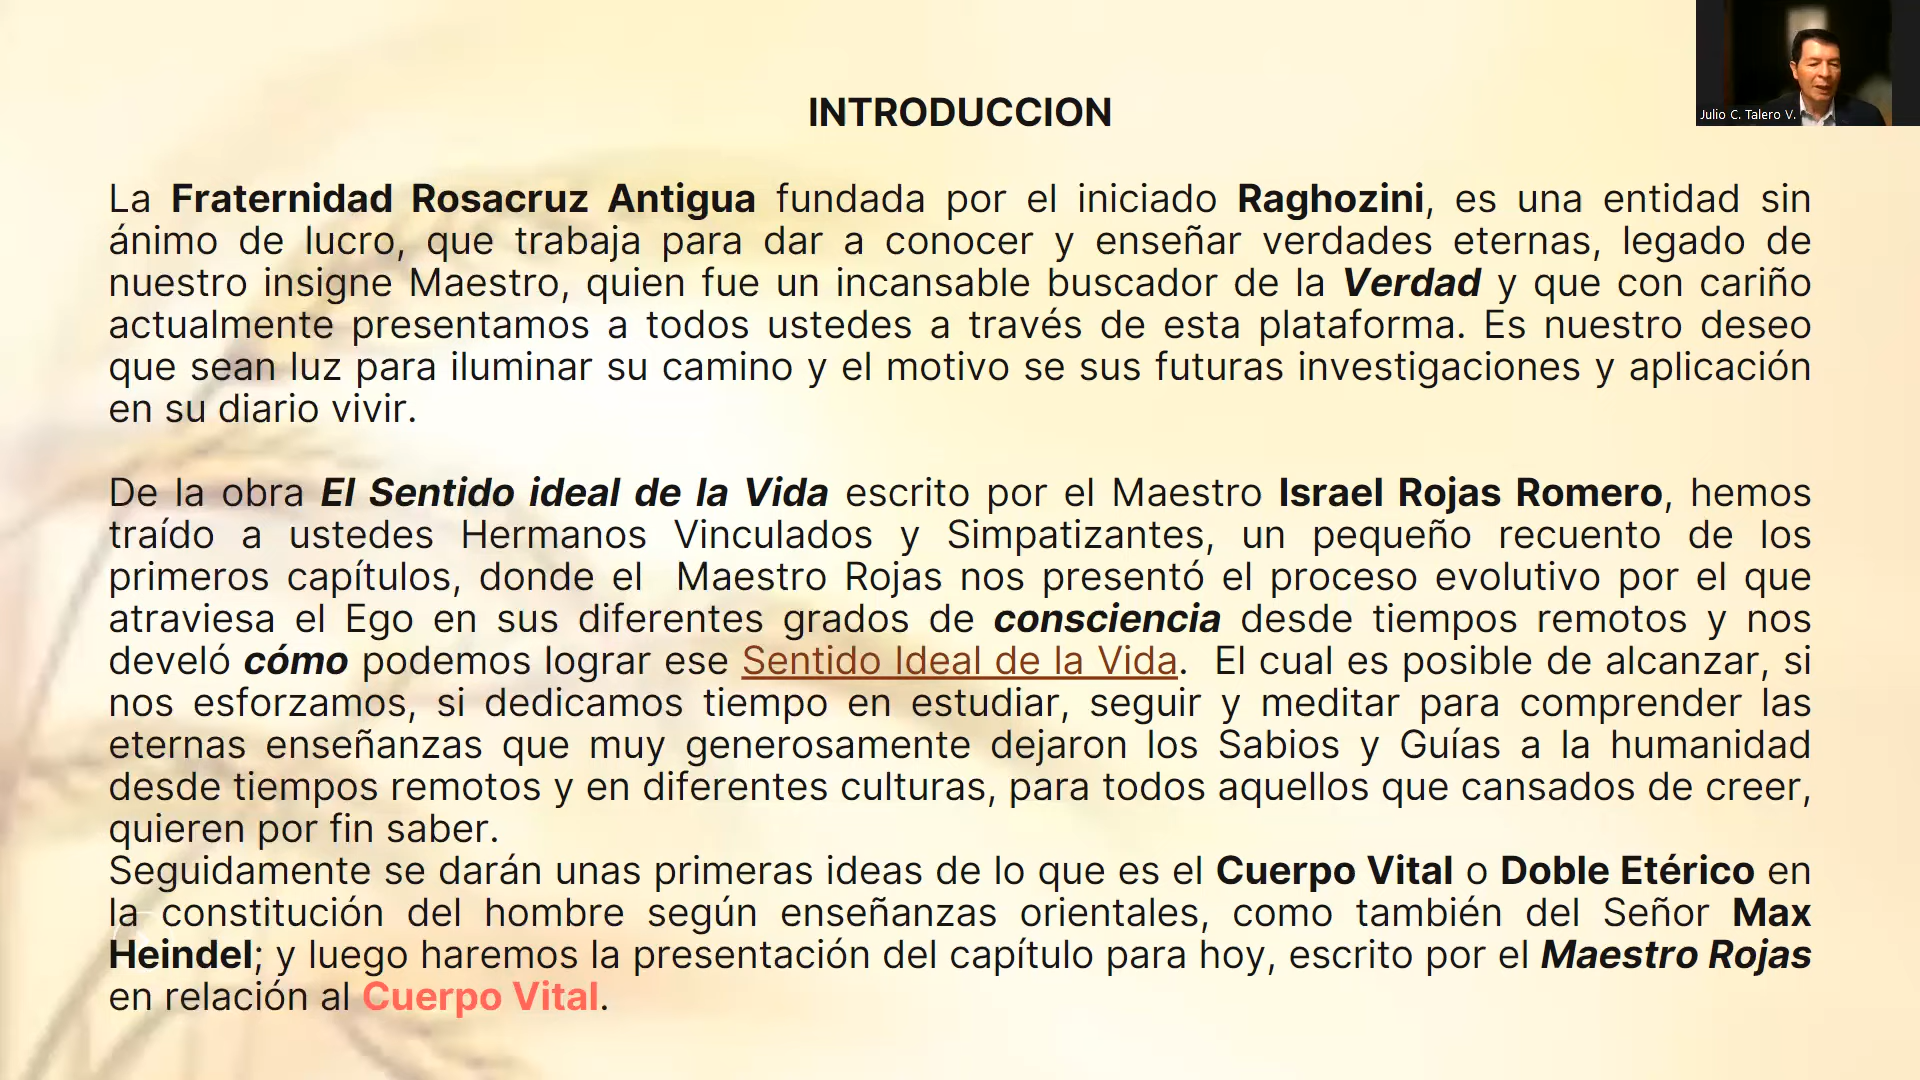 INTRODUCCION
Julio C. Talero V.
La Fraternidad Rosacruz Antigua fundada por el iniciado Raghozini, es una entidad sin
ánimo de lucro, que trabaja para dar a conocer y enseñar verdades eternas, legado de
nuestro insigne Maestro, quien fue un incansable buscador de la Verdad y que con cariño
actualmente presentamos a todos ustedes a través de esta plataforma. Es nuestro deseo
que sean luz para iluminar su camino y el motivo se sus futuras investigaciones y aplicación
en su diario vivir.
De la obra El Sentido ideal de la Vida escrito por el Maestro Israel Rojas Romero, hemos
traído a ustedes Hermanos Vinculados y Simpatizantes, un pequeño recuento de los
primeros capítulos, donde el Maestro Rojas nos presentó el proceso evolutivo por el que
atraviesa el Ego en sus diferentes grados de consciencia desde tiempos remotos y nos
develó cómo podemos lograr ese Sentido Ideal de la Vida. El cual es posible de alcanzar, si
nos esforzamos, si dedicamos tiempo en estudiar, seguir y meditar para comprender las
eternas enseñanzas que muy generosamente dejaron los Sabios y Guías a la humanidad
desde tiempos remotos y en diferentes culturas, para todos aquellos que cansados de creer,
quieren por fin saber.
Seguidamente se darán unas primeras ideas de lo que es el Cuerpo Vital o Doble Etérico en
la constitución del hombre según enseñanzas orientales, como también del Señor Max
Heindel; y luego haremos la presentación del capítulo para hoy, escrito por el Maestro Rojas
en relación al Cuerpo Vital.